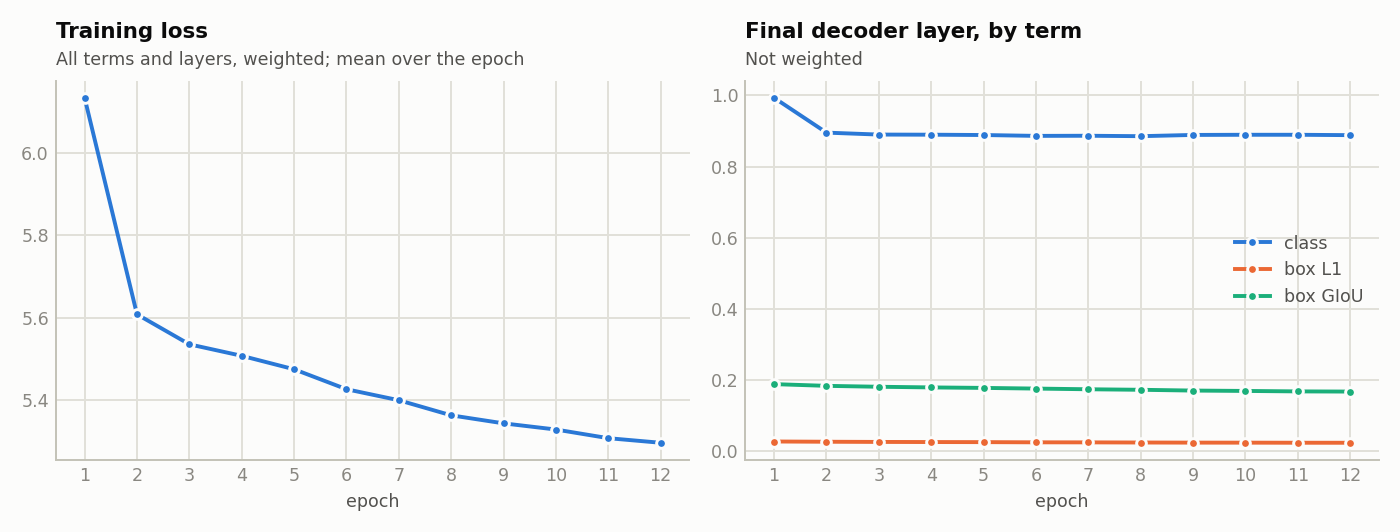 Training loss
All terms and layers, weighted; mean over the epoch
6.0
5.8
5.6
5.4
1 2 3 4 5 6 7 8 9 10 11 12
epoch
Final decoder layer, by term
Not weighted
1.0
0.8
0.6
0.4
0.2
0.0
class
box L1
box GIoU
1 2 3 4 5 6 7 8 9 10 11 12
epoch